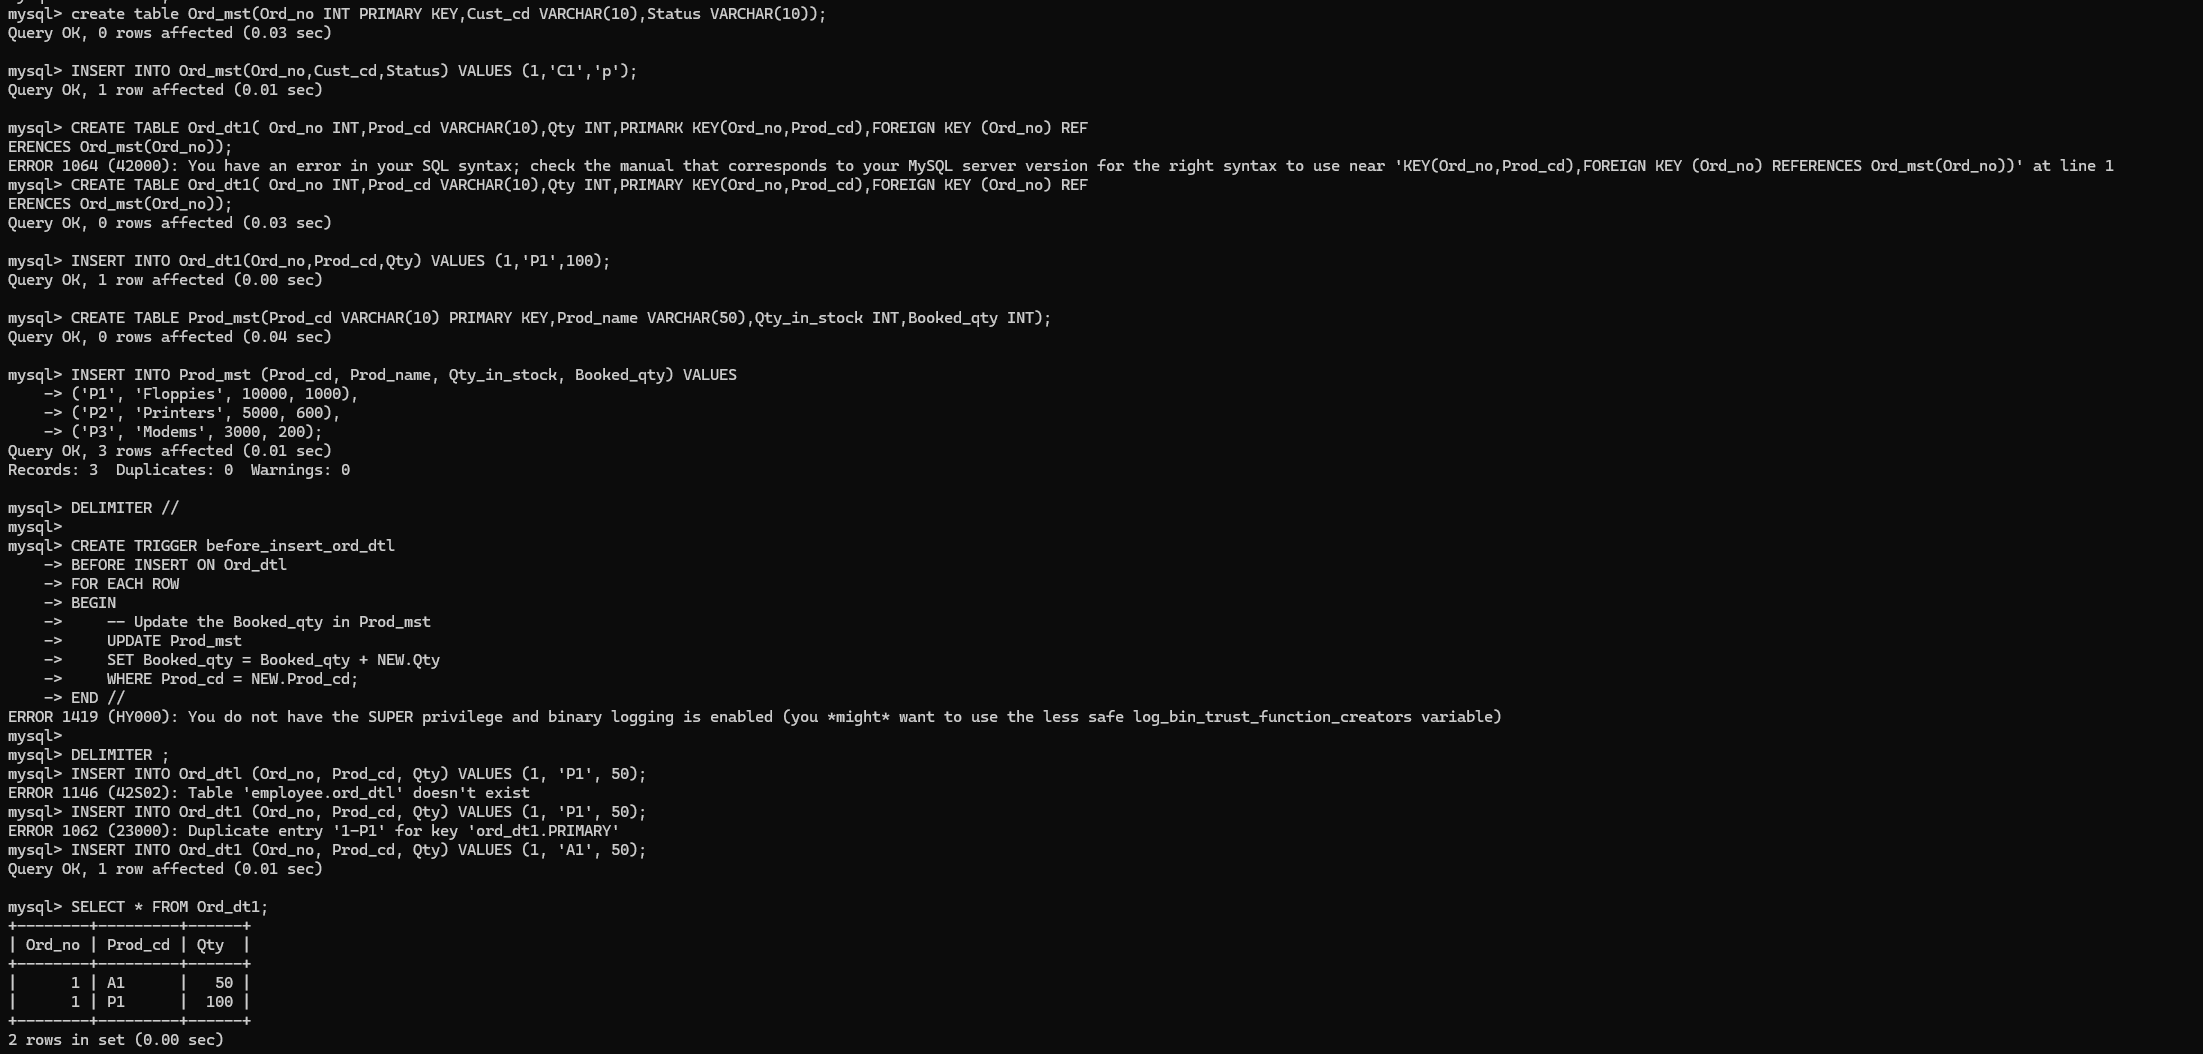 mysql> create table Ord_mst(Ord_no INT PRIMARY KEY,Cust_cd VARCHAR(10),Status VARCHAR(10));
Query OK, 0 rows affected (0.03 sec)
mysql> INSERT INTO Ord_mst(Ord_no,Cust_cd,Status) VALUES (1,'C1','p');
Query OK, 1 row affected (0.01 sec)
mysql> CREATE TABLE Ord_dt1( Ord_no INT,Prod_cd VARCHAR(10),Qty INT,PRIMARK KEY(Ord_no,Prod_cd),FOREIGN KEY (Ord_no) REF
ERENCES Ord_mst(Ord_no));
ERROR 1064 (42000): You have an error in your SQL syntax; check the manual that corresponds to your MySQL server version for the right syntax to use near 'KEY(Ord_no,Prod_cd),FOREIGN KEY (Ord_no) REFERENCES Ord_mst(Ord_no))' at line 1
mysql> CREATE TABLE Ord_dt1( Ord_no INT,Prod_cd VARCHAR(10),Qty INT,PRIMARY KEY(Ord_no,Prod_cd),FOREIGN KEY (Ord_no) REF
ERENCES Ord_mst(Ord_no));
Query OK, 0 rows affected (0.03 sec)
mysql> INSERT INTO Ord_dt1(Ord_no,Prod_cd,Qty) VALUES (1,'P1',100);
Query OK, 1 row affected (0.00 sec)
mysql> CREATE TABLE Prod_mst(Prod_cd VARCHAR(10) PRIMARY KEY,Prod_name VARCHAR(50),Qty_in_stock INT,Booked_qty INT);
Query OK, 0 rows affected (0.04 sec)
mysql> INSERT INTO Prod_mst (Prod_cd, Prod_name, Qty_in_stock, Booked_qty) VALUES
    -> ('P1', 'Floppies', 10000, 1000),
    -> ('P2', 'Printers', 5000, 600),
    -> ('P3', 'Modems', 3000, 200);
Query OK, 3 rows affected (0.01 sec)
Records: 3  Duplicates: 0  Warnings: 0
mysql> DELIMITER //
mysql>
mysql> CREATE TRIGGER before_insert_ord_dtl
    -> BEFORE INSERT ON Ord_dtl
    -> FOR EACH ROW
    -> BEGIN
    ->     -- Update the Booked_qty in Prod_mst
    ->     UPDATE Prod_mst
    ->     SET Booked_qty = Booked_qty + NEW.Qty
    ->     WHERE Prod_cd = NEW.Prod_cd;
    -> END //
ERROR 1419 (HY000): You do not have the SUPER privilege and binary logging is enabled (you *might* want to use the less safe log_bin_trust_function_creators variable)
mysql>
mysql> DELIMITER ;
mysql> INSERT INTO Ord_dtl (Ord_no, Prod_cd, Qty) VALUES (1, 'P1', 50);
ERROR 1146 (42S02): Table 'employee.ord_dtl' doesn't exist
mysql> INSERT INTO Ord_dt1 (Ord_no, Prod_cd, Qty) VALUES (1, 'P1', 50);
ERROR 1062 (23000): Duplicate entry '1-P1' for key 'ord_dt1.PRIMARY'
mysql> INSERT INTO Ord_dt1 (Ord_no, Prod_cd, Qty) VALUES (1, 'A1', 50);
Query OK, 1 row affected (0.01 sec)
mysql> SELECT * FROM Ord_dt1;
+--------+---------+------+
| Ord_no | Prod_cd | Qty  |
+--------+---------+------+
|      1 | A1      |   50 |
|      1 | P1      |  100 |
+--------+---------+------+
2 rows in set (0.00 sec)